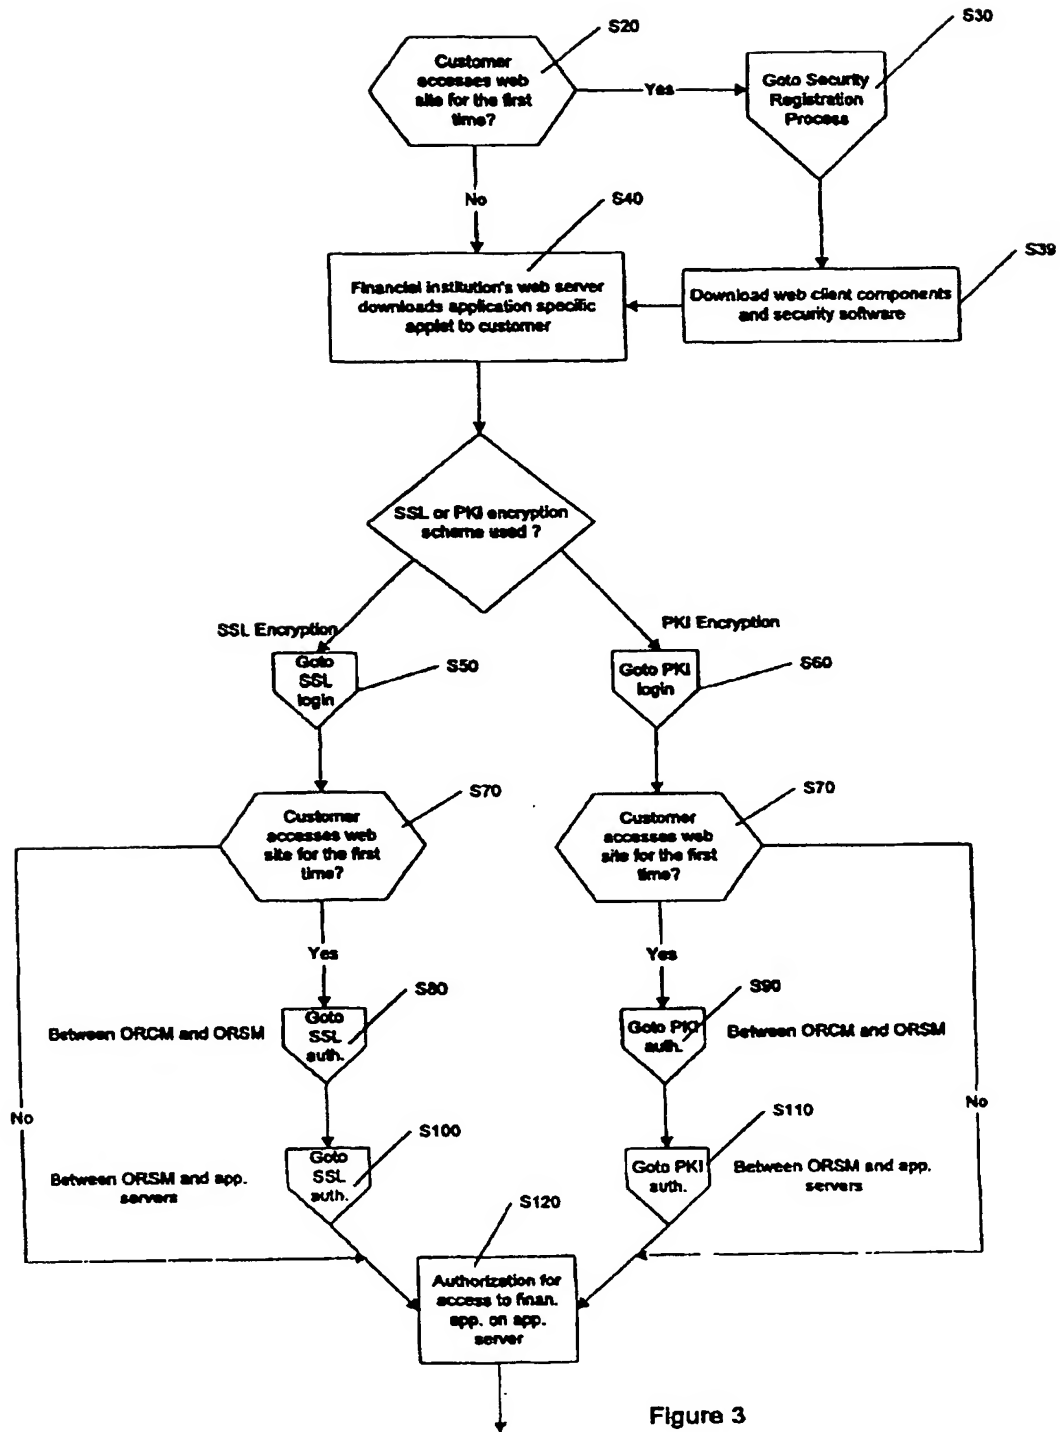 S20
S30
Customer
accesses web
site for the first
time?
Yes
Goto Security
Registration
Process
No
S40
S39
Financial institution's web server
downloads application specific
applet to customer
Download web client components
and security software
SSL or PKI encryption
scheme used ?
SSL Encryption
PKI Encryption
Goto
SSL
login
S50
Goto PKI
login
S60
S70
S70
Customer
accesses web
site for the first
time?
Customer
accesses web
site for the first
time?
Yes
Yes
S80
S90
Between ORCM and ORSM
Goto
SSL
auth.
Goto PKI
auth.
Between ORCM and ORSM
No
No
S100
S110
Between ORSM and app.
servers
Goto
SSL
auth.
Goto PKI
auth.
Between ORSM and app.
servers
S120
Authorization for
access to finan.
app. on app.
server
Figure 3